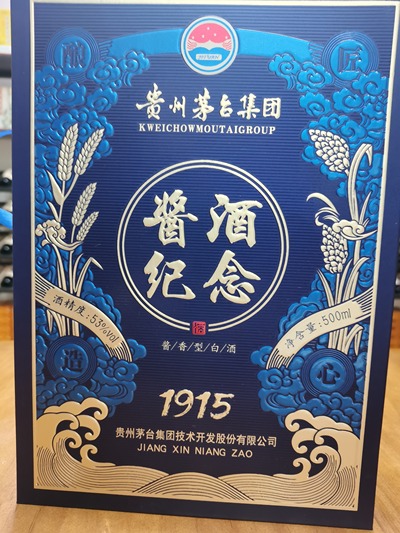 酿
匠
贵州茅台集团
KWEICHOWMOUTAIGROUP
酱酒
纪念
酒精度:53%vol
净含量:500ml
酱/香/型/白/酒
造
心
1915
贵州茅台集团技术开发股份有限公司
JIANG XIN NIANG ZAO